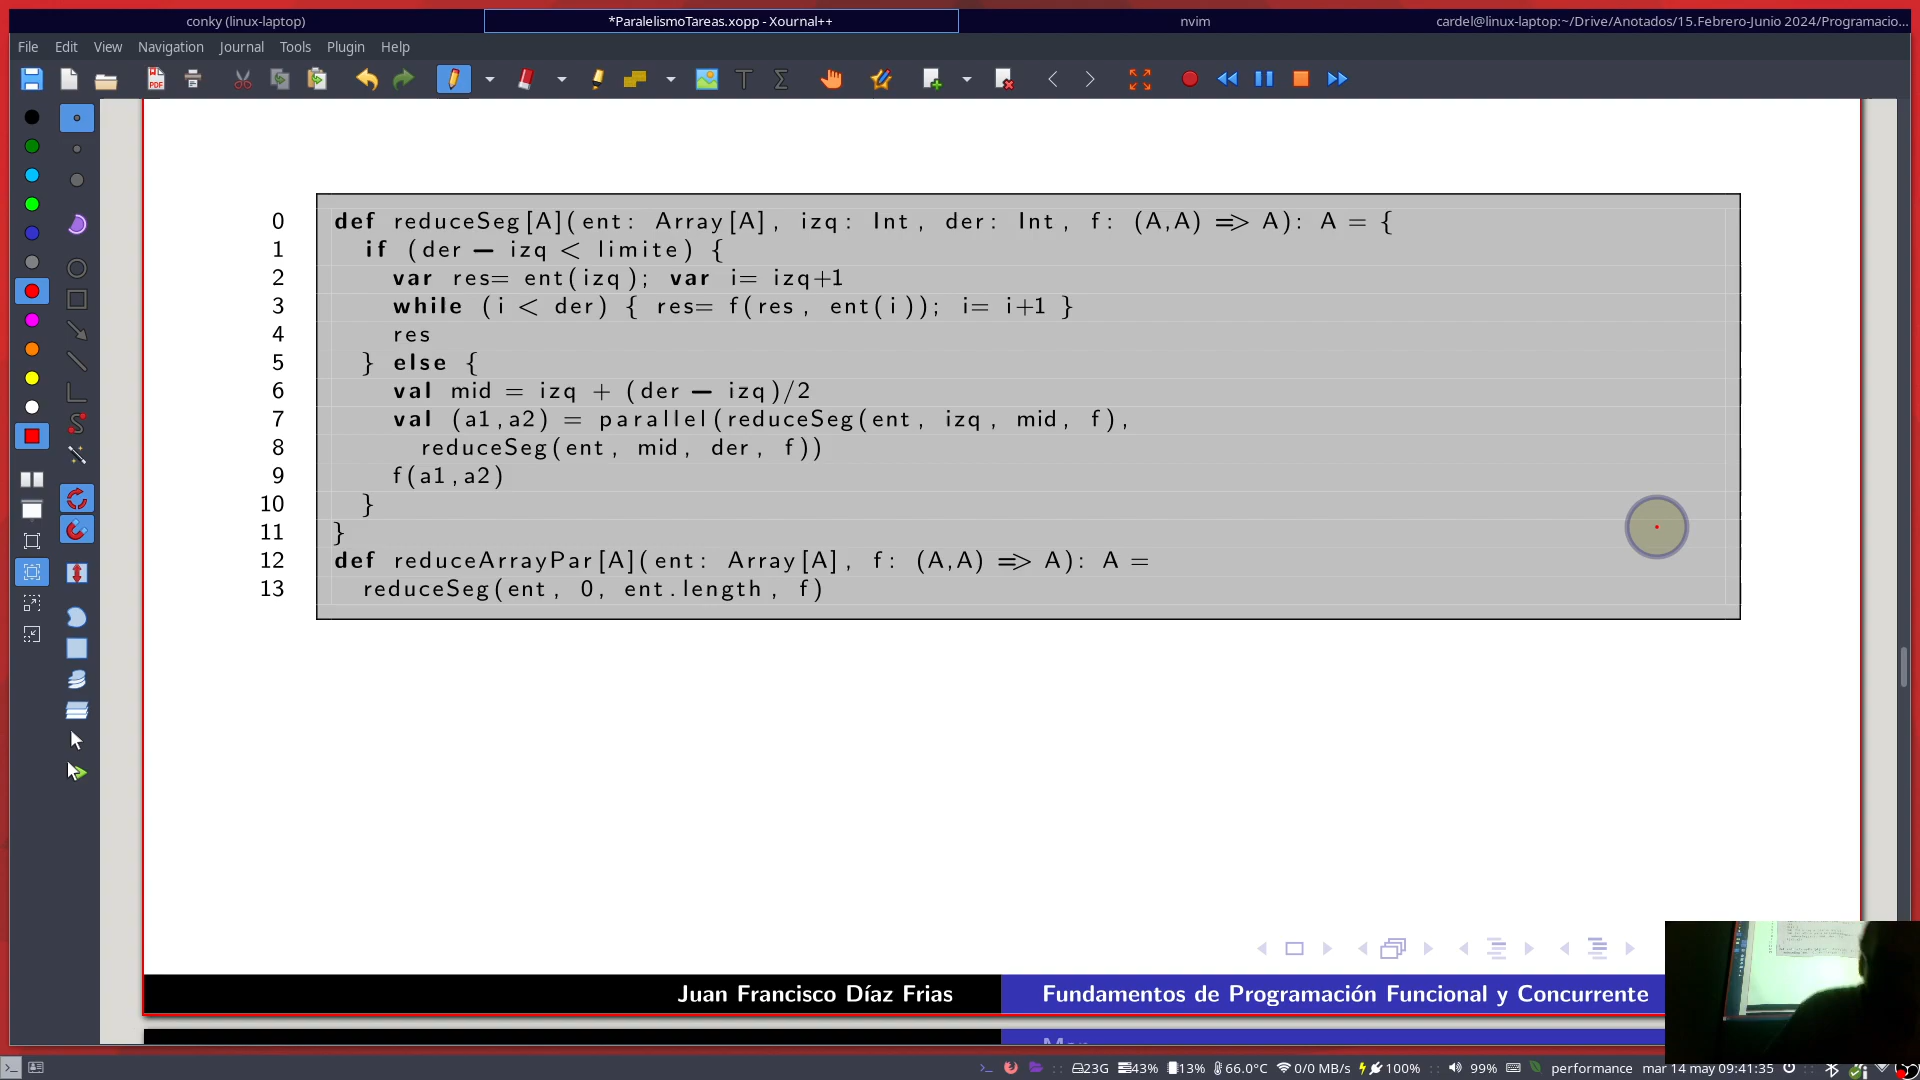 conky (linux-laptop)
*ParalelismoTareas.xopp - Xournal++
nvim
cardel@linux-laptop:~/Drive/Anotados/15.Febrero-Junio 2024/Programacio...
File Edit View Navigation Journal Tools Plugin Help
0 def reduceSeg[A](ent: Array[A], izq: Int, der: Int, f: (A,A) => A): A = {
1 if (der - izq < limite) {
2 var res= ent(izq); var i= izq+1
3 while (i < der) { res= f(res, ent(i)); i= i+1 }
4 res
5 } else {
6 val mid = izq + (der - izq)/2
7 val (a1,a2) = parallel(reduceSeg(ent, izq, mid, f),
8 reduceSeg(ent, mid, der, f))
9 f(a1,a2)
10 }
11 }
12 def reduceArrayPar[A](ent: Array[A], f: (A,A) => A): A =
13 reduceSeg(ent, 0, ent.length, f)
Juan Francisco Díaz Frias
Fundamentos de Programación Funcional y Concurrente
23G 43% 13% 66.0°C 0/0 MB/s 100% :: 99% performance mar 14 may 09:41:35